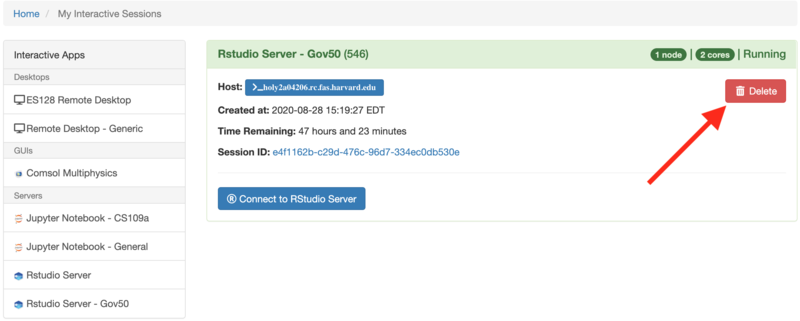 Home / My Interactive Sessions
Interactive Apps
Desktops
ES128 Remote Desktop
Remote Desktop - Generic
GUIs
Comsol Multiphysics
Servers
Jupyter Notebook - CS109a
Jupyter Notebook - General
Rstudio Server
Rstudio Server - Gov50
Rstudio Server - Gov50 (546)
1 node | 2 cores | Running
Host: >_holy2a04206.rc.fas.harvard.edu
Delete
Created at: 2020-08-28 15:19:27 EDT
Time Remaining: 47 hours and 23 minutes
Session ID: e4f1162b-c29d-476c-96d7-334ec0db530e
® Connect to RStudio Server